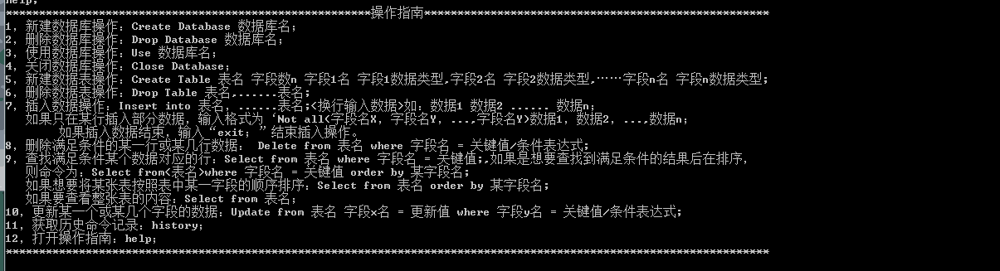 help;
**********************************************************操作指南******************************************************
1, 新建数据库操作：Create Database 数据库名;
2, 删除数据库操作：Drop Database 数据库名;
3, 使用数据库操作：Use 数据库名;
4, 关闭数据库操作：Close Database;
5, 新建数据表操作：Create Table 表名 字段数n 字段1名 字段1数据类型,字段2名 字段2数据类型,……字段n名 字段n数据类型;
6, 删除数据表操作：Drop Table 表名,......表名;
7, 插入数据操作：Insert into 表名, ......表名;<换行输入数据>如：数据1 数据2 ...... 数据n;
如果只在某行插入部分数据, 输入格式为‘Not all<字段名X, 字段名Y, ...,字段名Y>数据1, 数据2, ...,数据n;
如果插入数据结束, 输入“exit;”结束插入操作。
8, 删除满足条件的某一行或某几行数据： Delete from 表名 where 字段名 = 关键值/条件表达式;
9, 查找满足条件某个数据对应的行：Select from 表名 where 字段名 = 关键值;,如果是想要查找到满足条件的结果后在排序,
则命令为：Select from<表名>where 字段名 = 关键值 order by 某字段名;
如果想要将某张表按照表中某一字段的顺序排序：Select from 表名 order by 某字段名;
如果要查看整张表的内容：Select from 表名;
10, 更新某一个或某几个字段的数据：Update from 表名 字段x名 = 更新值 where 字段y名 = 关键值/条件表达式;
11, 获取历史命令记录：history;
12, 打开操作指南：help;
********************************************************************************************************************